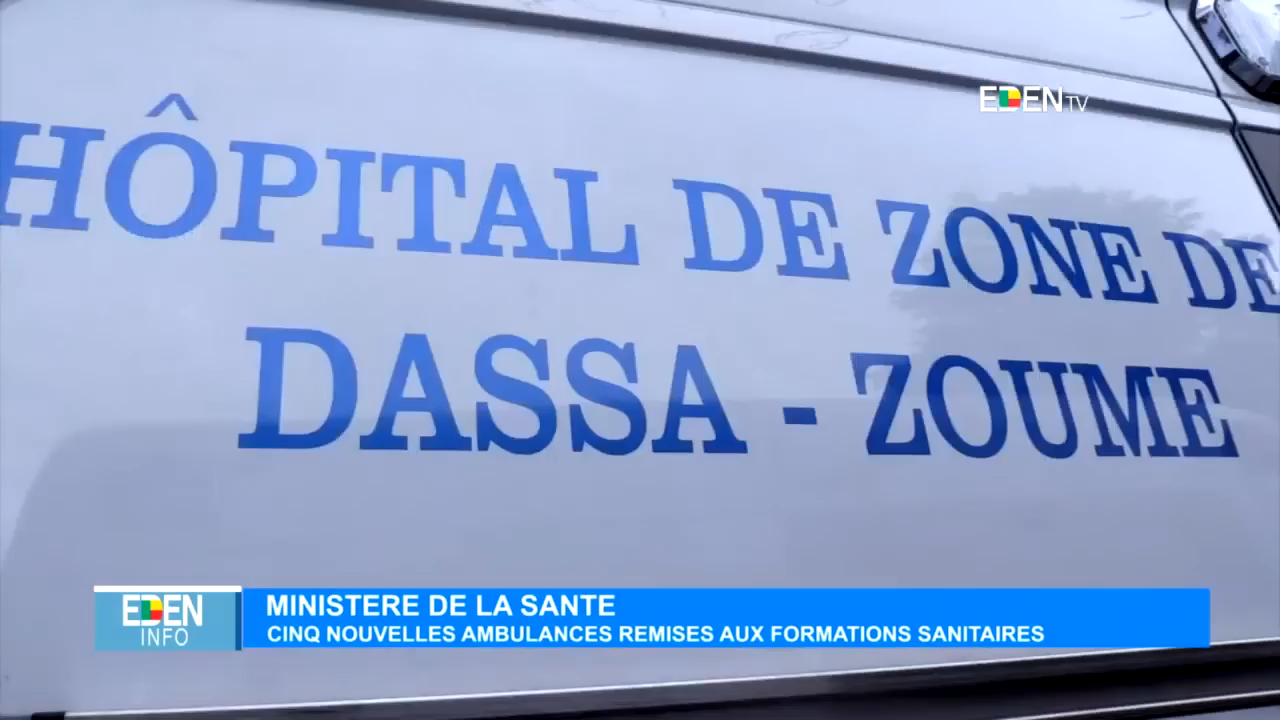 EDEN TV
HÔPITAL DE ZONE DE
DASSA - ZOUME
EDEN
INFO
MINISTERE DE LA SANTE
CINQ NOUVELLES AMBULANCES REMISES AUX FORMATIONS SANITAIRES